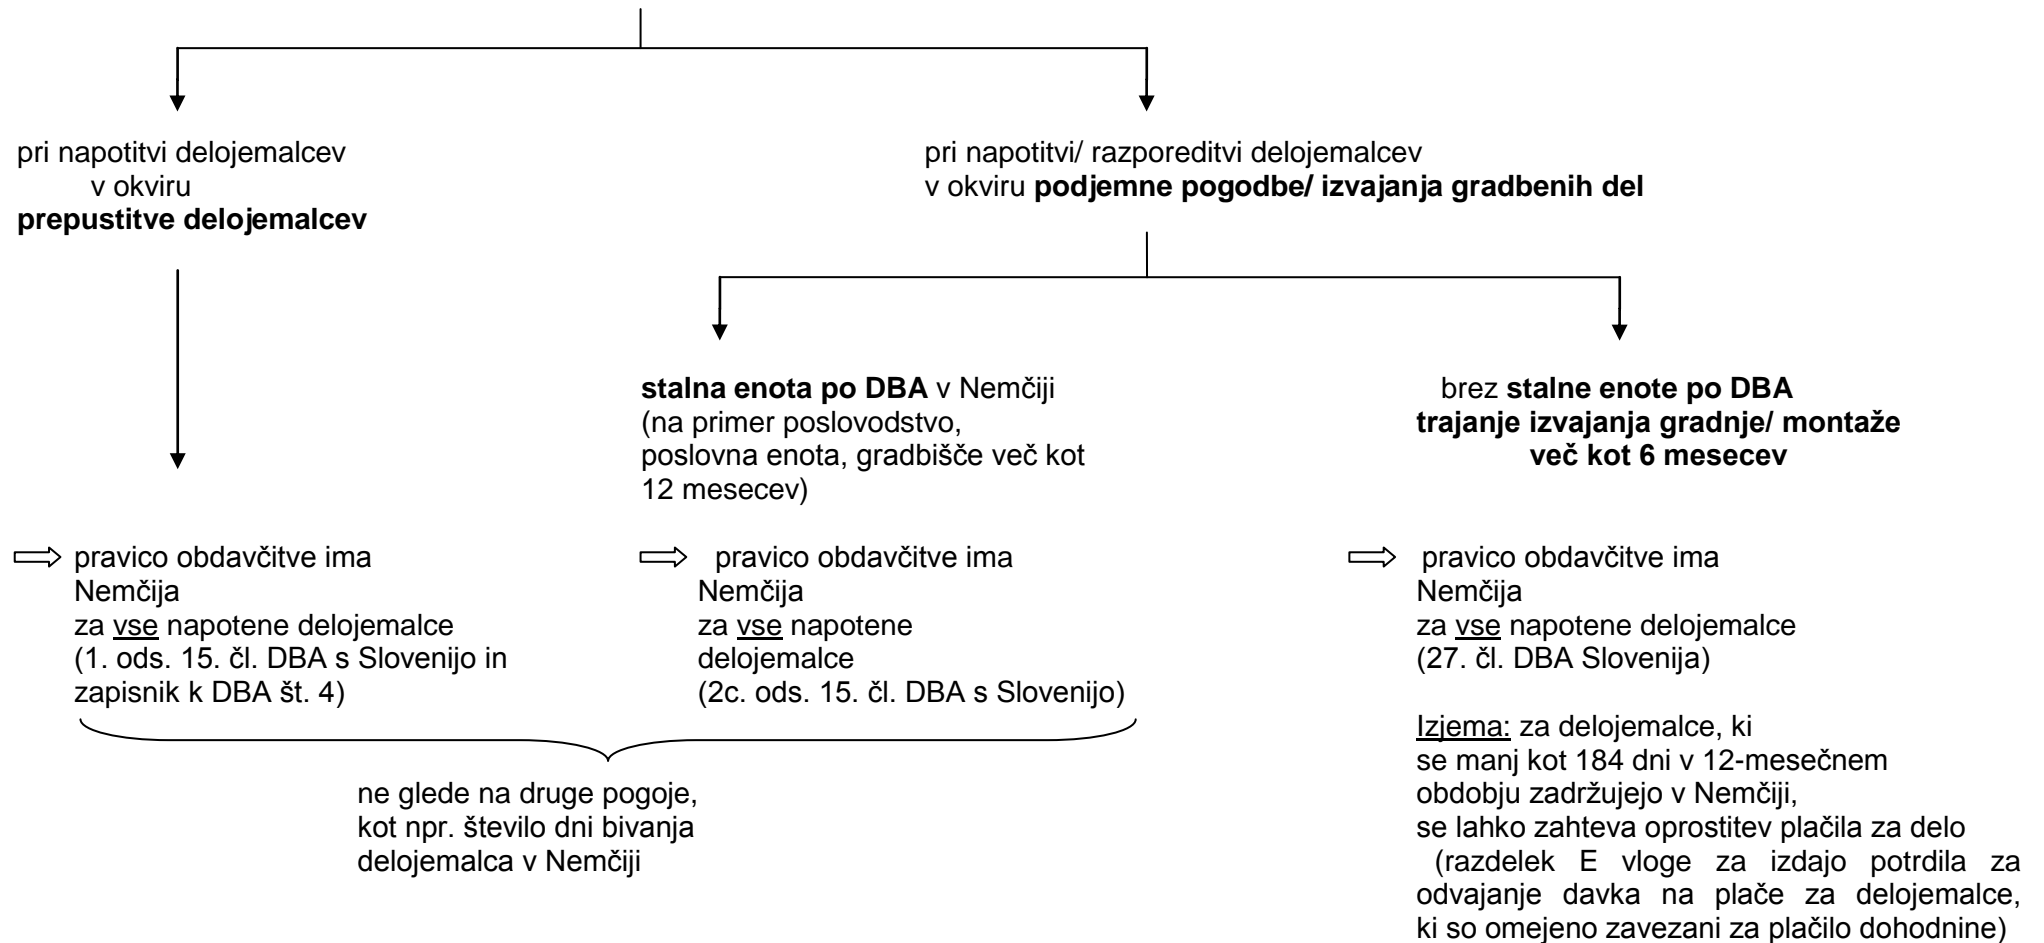 pri napotitvi delojemalcev
v okviru
prepustitve delojemalcev
pri napotitvi/ razporeditvi delojemalcev
v okviru podjemne pogodbe/ izvajanja gradbenih del
stalna enota po DBA v Nemčiji
(na primer poslovodstvo,
poslovna enota, gradbišče več kot
12 mesecev)
brez stalne enote po DBA
trajanje izvajanja gradnje/ montaže
več kot 6 mesecev
pravico obdavčitve ima
Nemčija
za vse napotene delojemalce
(1. ods. 15. čl. DBA s Slovenijo in
zapisnik k DBA št. 4)
pravico obdavčitve ima
Nemčija
za vse napotene
delojemalce
(2c. ods. 15. čl. DBA s Slovenijo)
ne glede na druge pogoje,
kot npr. število dni bivanja
delojemalca v Nemčiji
pravico obdavčitve ima
Nemčija
za vse napotene delojemalce
(27. čl. DBA Slovenija)
Izjema: za delojemalce, ki
se manj kot 184 dni v 12-mesečnem
obdobju zadržujejo v Nemčiji,
se lahko zahteva oprostitev plačila za delo
(razdelek E vloge za izdajo potrdila za
odvajanje davka na plače za delojemalce,
ki so omejeno zavezani za plačilo dohodnine)